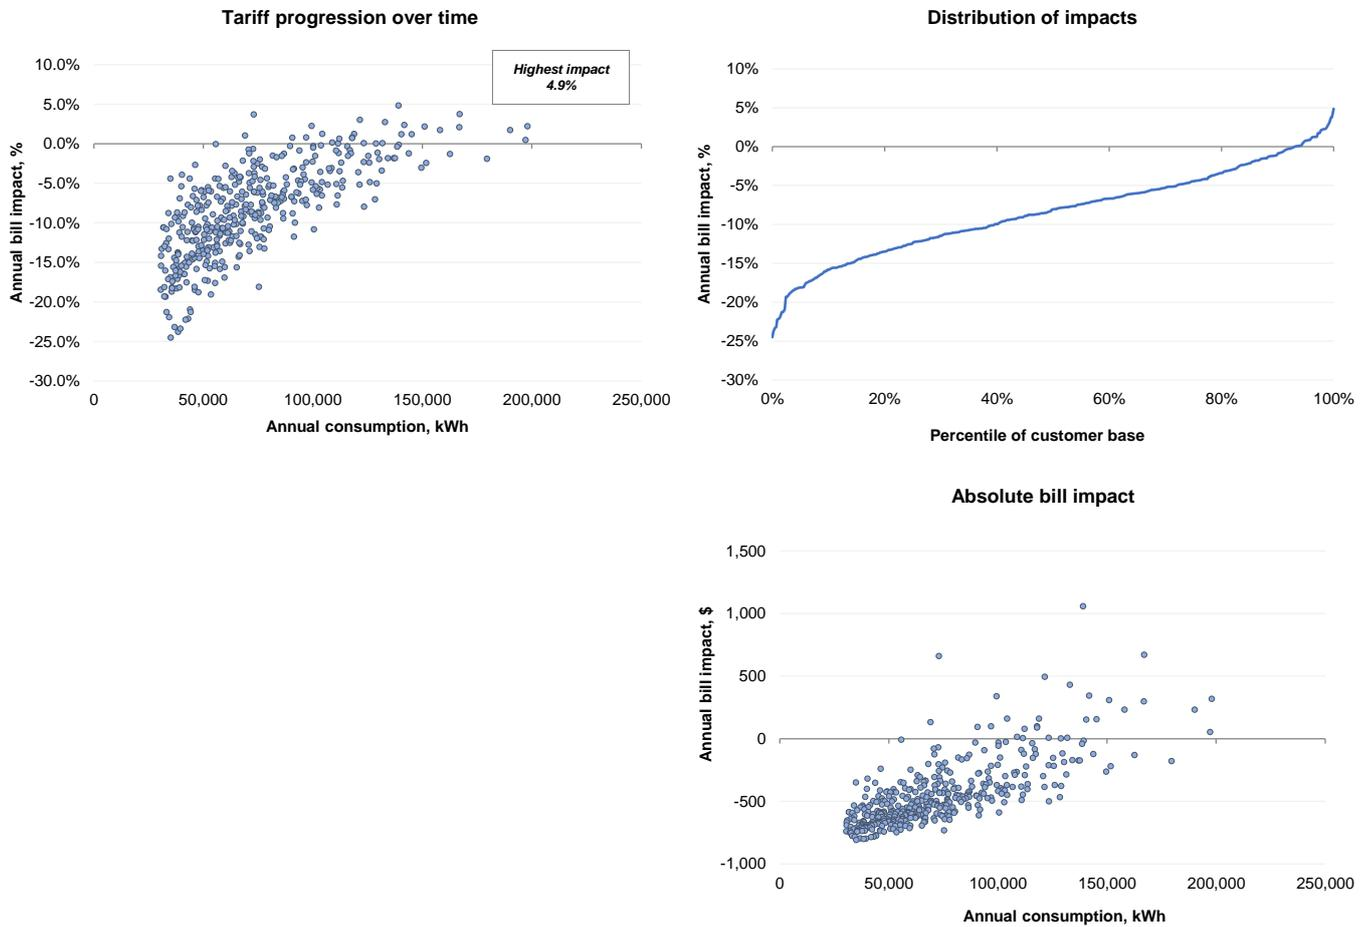 Tariff progression over time
Annual bill impact, %
10.0%
5.0%
0.0%
-5.0%
-10.0%
-15.0%
-20.0%
-25.0%
-30.0%
Highest impact
4.9%
0 50,000 100,000 150,000 200,000 250,000
Annual consumption, kWh
Distribution of impacts
Annual bill impact, %
10%
5%
0%
-5%
-10%
-15%
-20%
-25%
-30%
0% 20% 40% 60% 80% 100%
Percentile of customer base
Absolute bill impact
Annual bill impact, $
1,500
1,000
500
0
-500
-1,000
0 50,000 100,000 150,000 200,000 250,000
Annual consumption, kWh